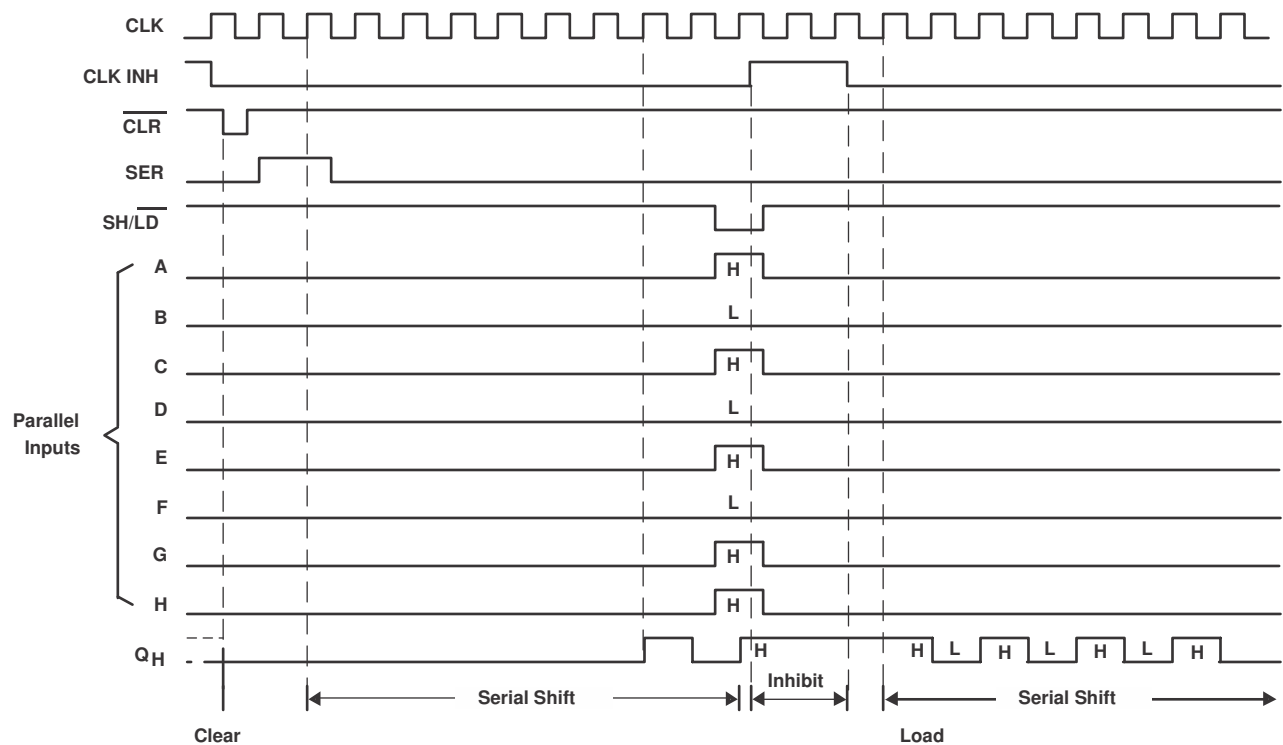 CLK
CLK INH
CLR
SER
SH/LD
A
H
B
L
C
H
D
L
Parallel
Inputs
E
H
F
L
G
H
H
H
QH
H
H
L
H
L
H
L
H
Serial Shift
Inhibit
Serial Shift
Clear
Load